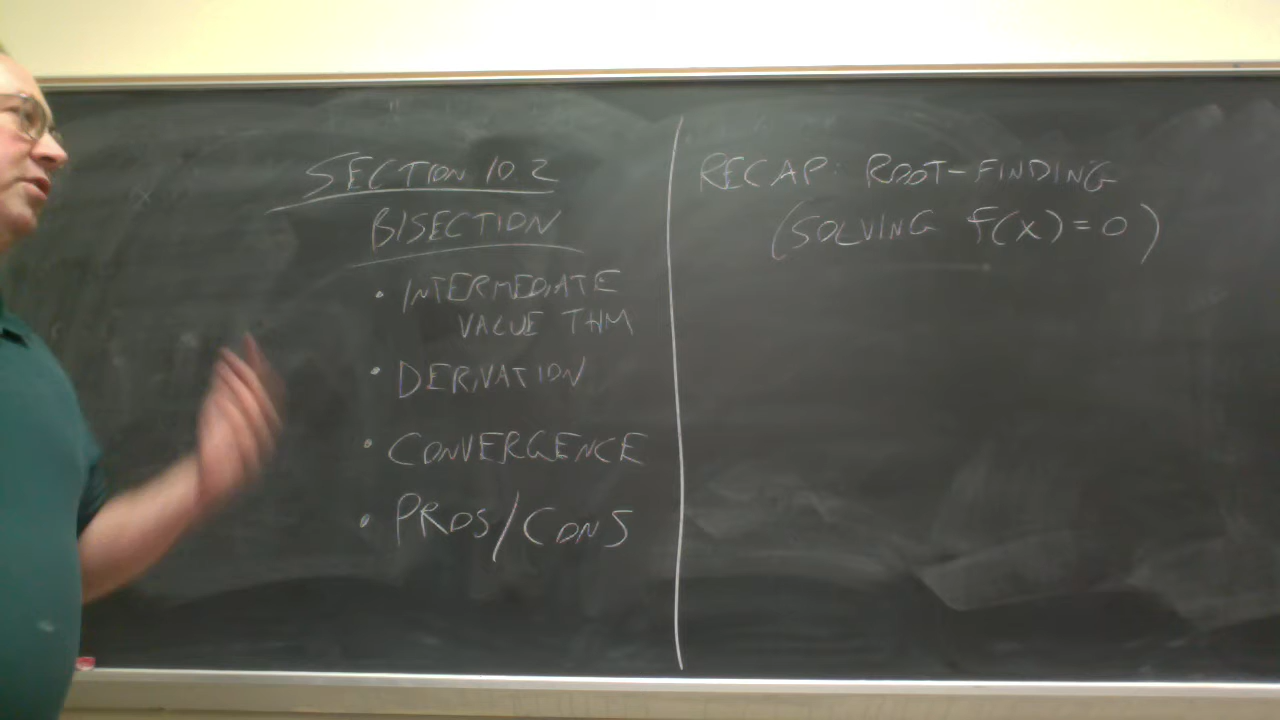 SECTION 10.2
BISECTION
• INTERMEDIATE
VALUE THM
• DERIVATION
• CONVERGENCE
• PROS/CONS
RECAP: ROOT-FINDING
(SOLVING f(x)=0)